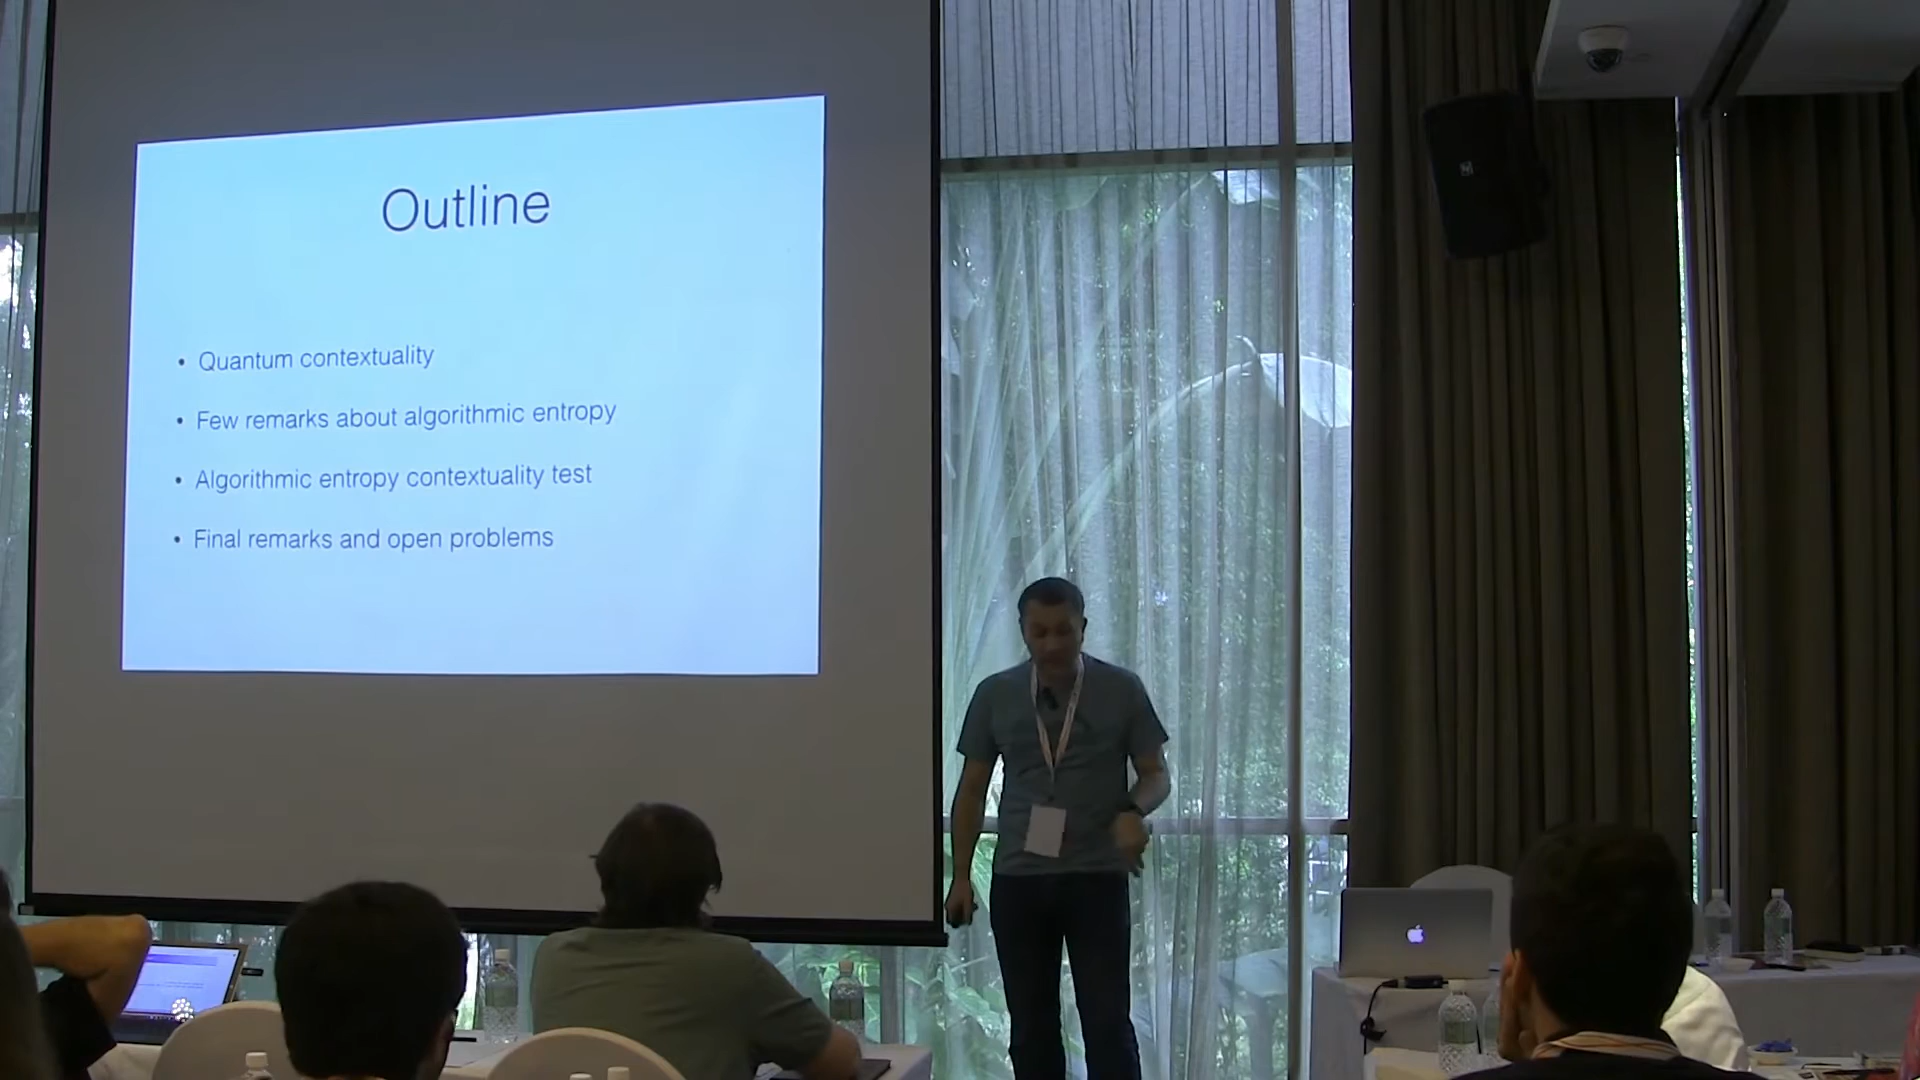 Outline
• Quantum contextuality
• Few remarks about algorithmic entropy
• Algorithmic entropy contextuality test
• Final remarks and open problems